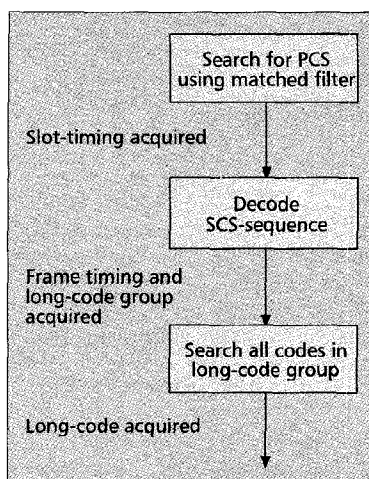 Search for PCS
using matched filter
Slot-timing acquired
Decode
SCS-sequence
Frame timing and
long-code group
acquired
Search all codes in
long-code group
Long-code acquired